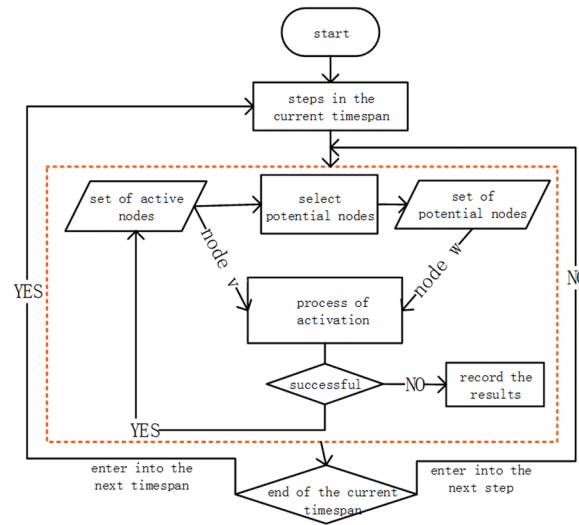 start
steps in the
current timespan
set of active
nodes
select
potential nodes
set of
potential nodes
node v
node w
YES
NO
process of
activation
successful
NO
record the
results
YES
enter into the
next timespan
end of the current
timespan
enter into the
next step